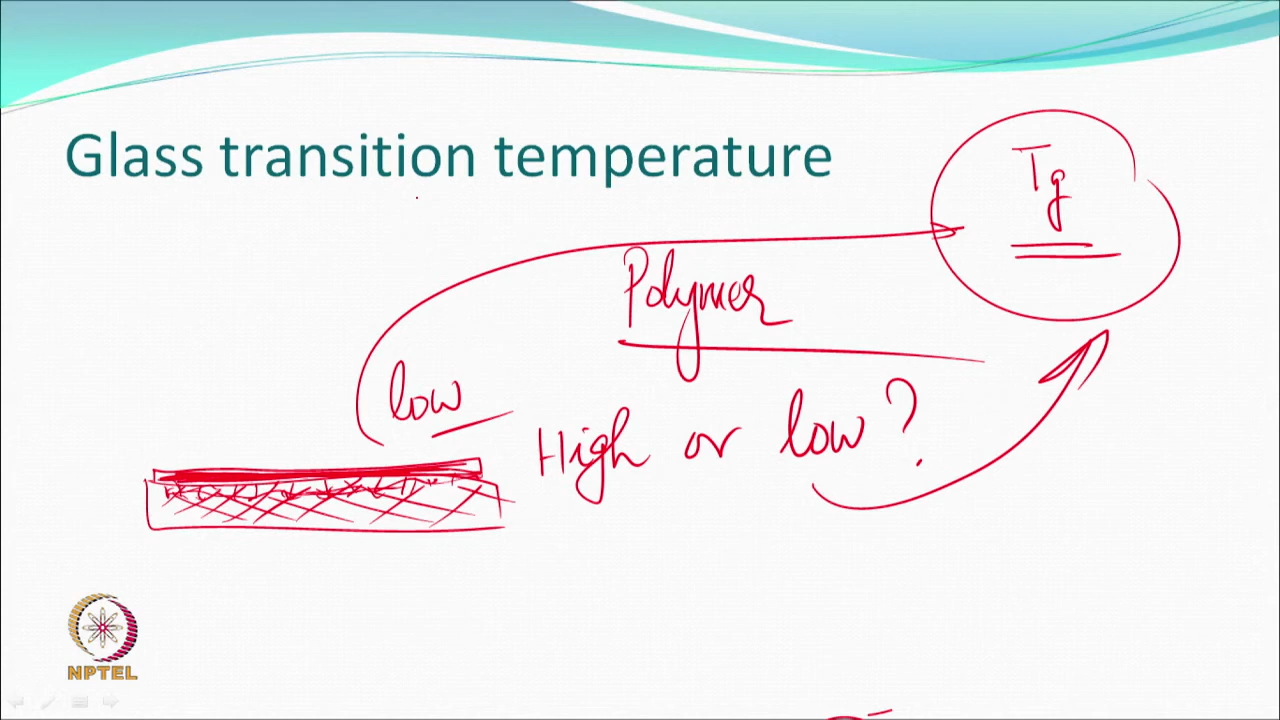 Glass transition temperature
Tg
Polymer
low
High or low?
NPTEL